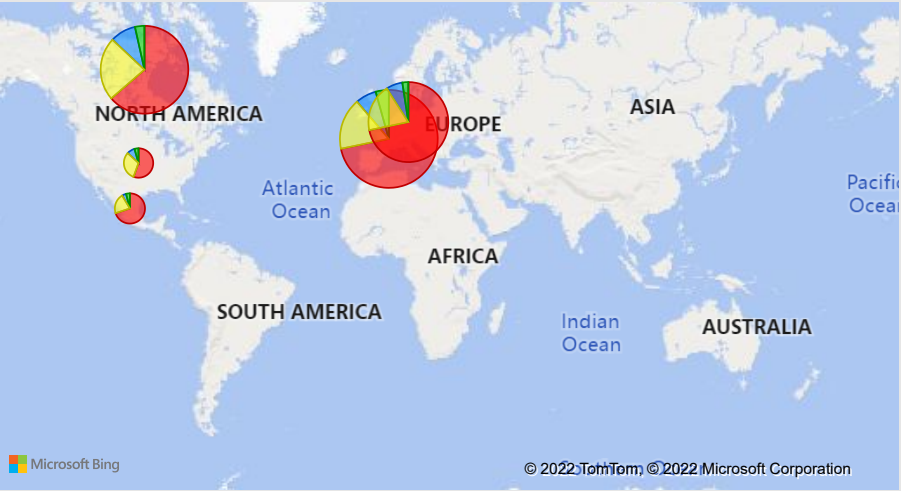 NORTH AMERICA
ASIA
EUROPE
Atlantic
Ocean
Pacific
Ocean
AFRICA
SOUTH AMERICA
Indian
Ocean
AUSTRALIA
Microsoft Bing
© 2022 TomTom, © 2022 Microsoft Corporation